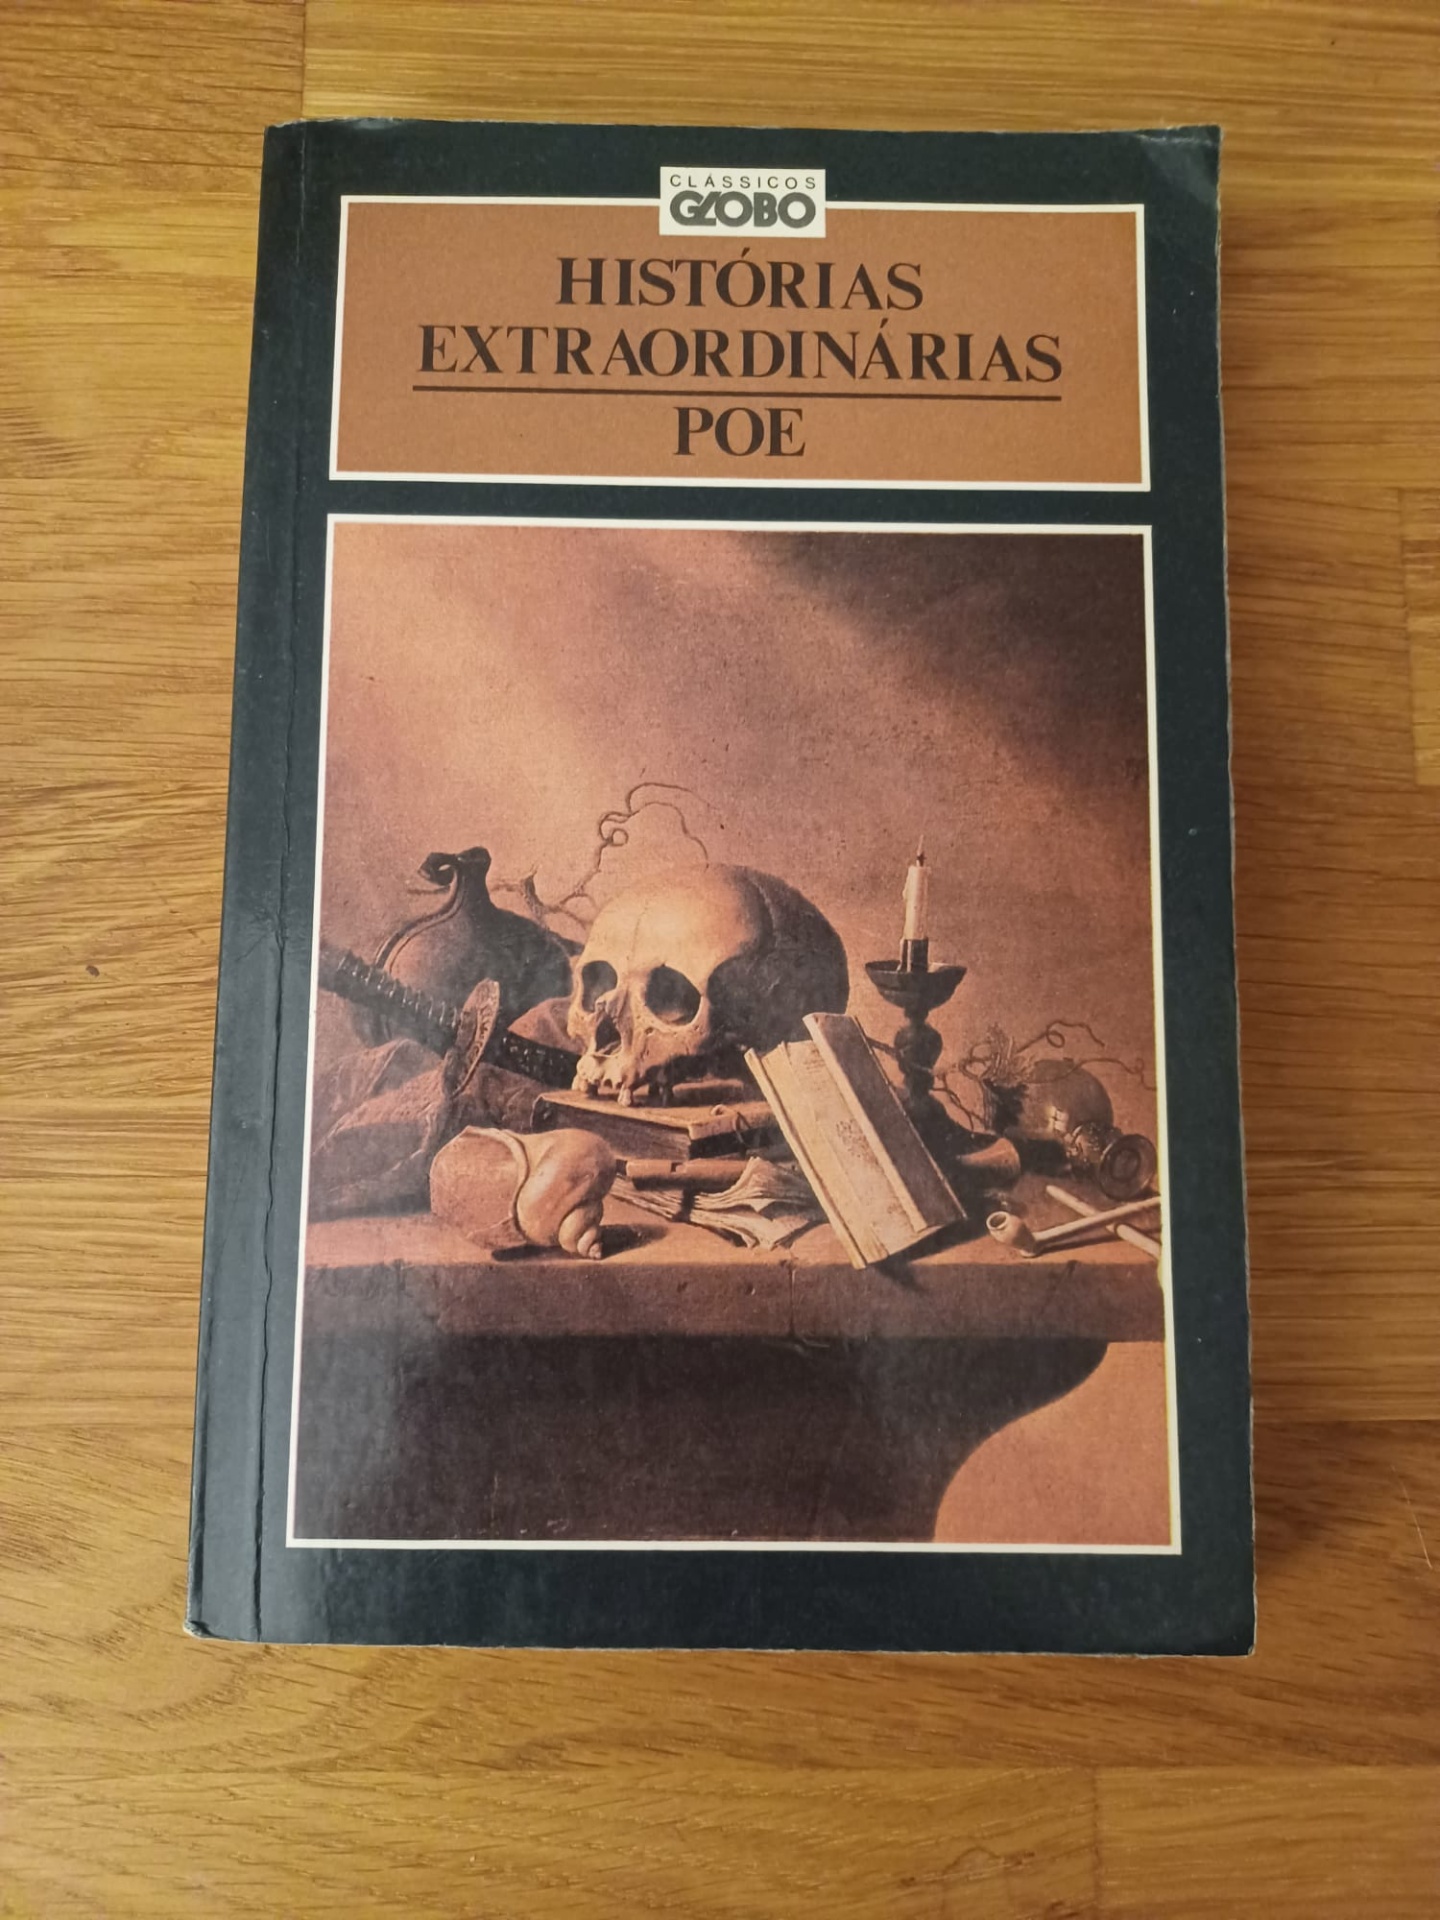 CLÁSSICOS
GLOBO
HISTÓRIAS
EXTRAORDINÁRIAS
POE